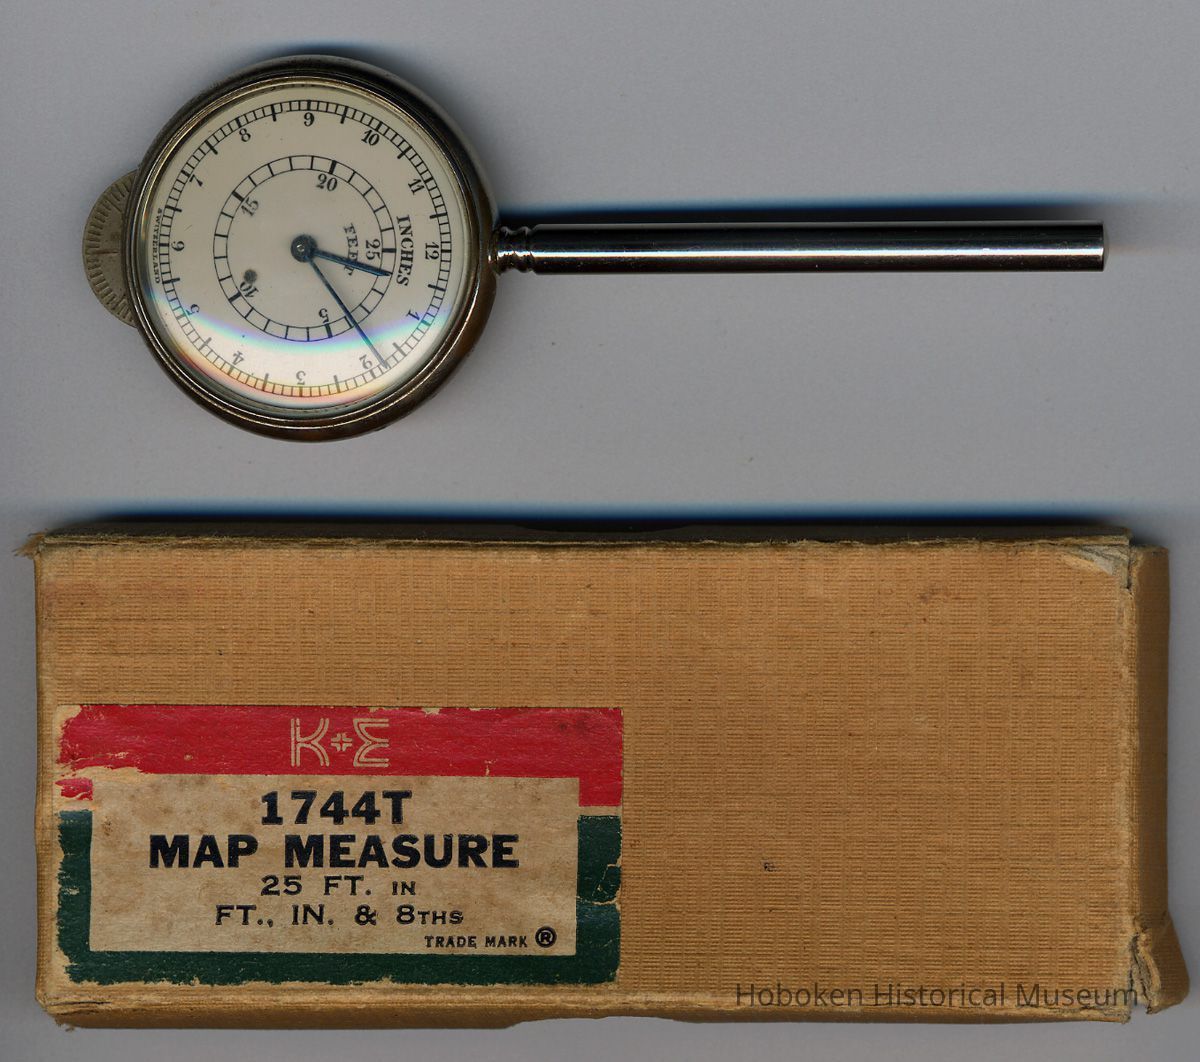 9
10
11
12
1
2
3
4
5
6
7
8
INCHES
20
25
5
10
15
FEET
SWITZERLAND
K+E
1744T
MAP MEASURE
25 FT. IN
FT., IN. & 8THS
TRADE MARK ®
Hoboken Historical Museum